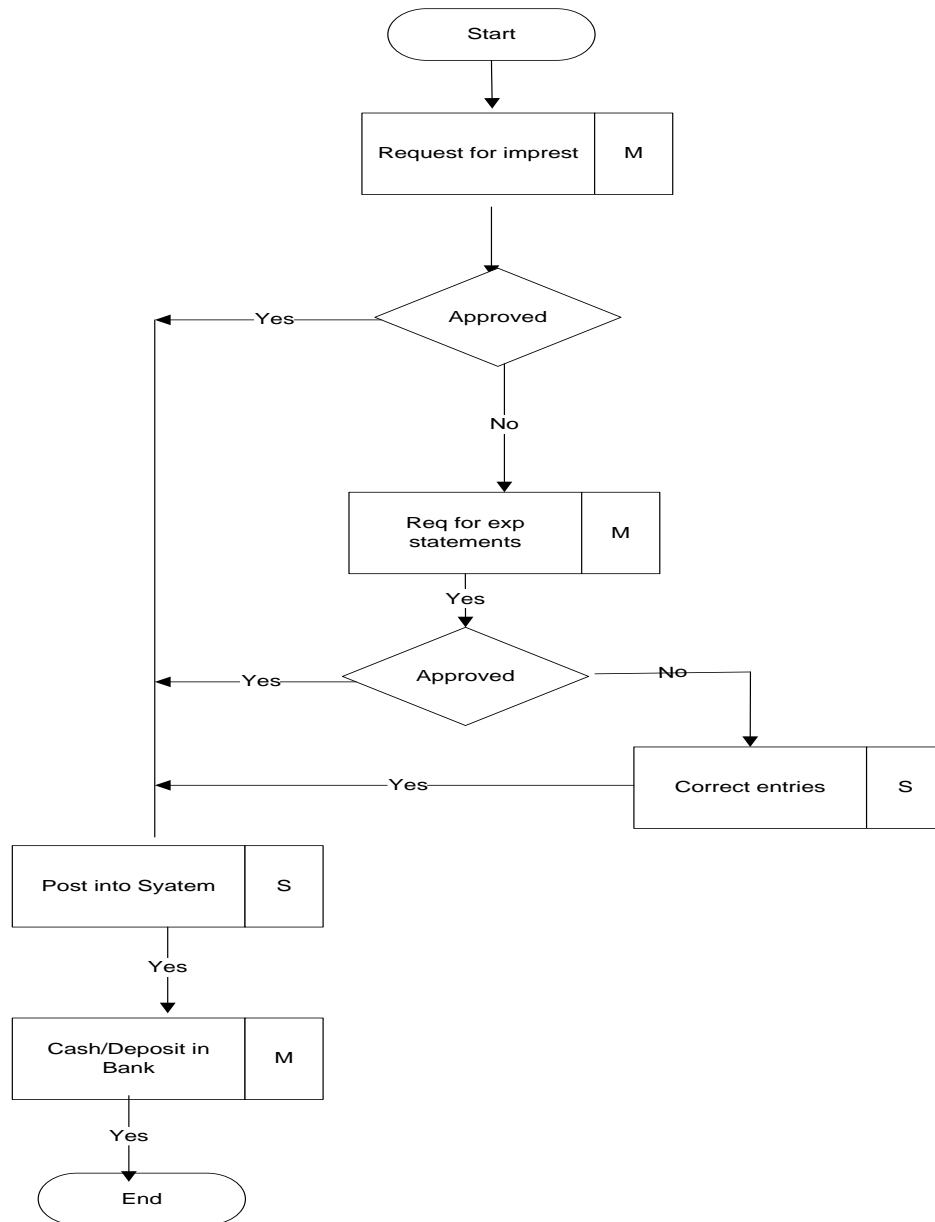 Start
Request for imprest
M
Approved
Yes
No
Req for exp
statements
M
Yes
Approved
Yes
No
Correct entries
S
Yes
Post into Syatem
S
Yes
Cash/Deposit in
Bank
M
Yes
End